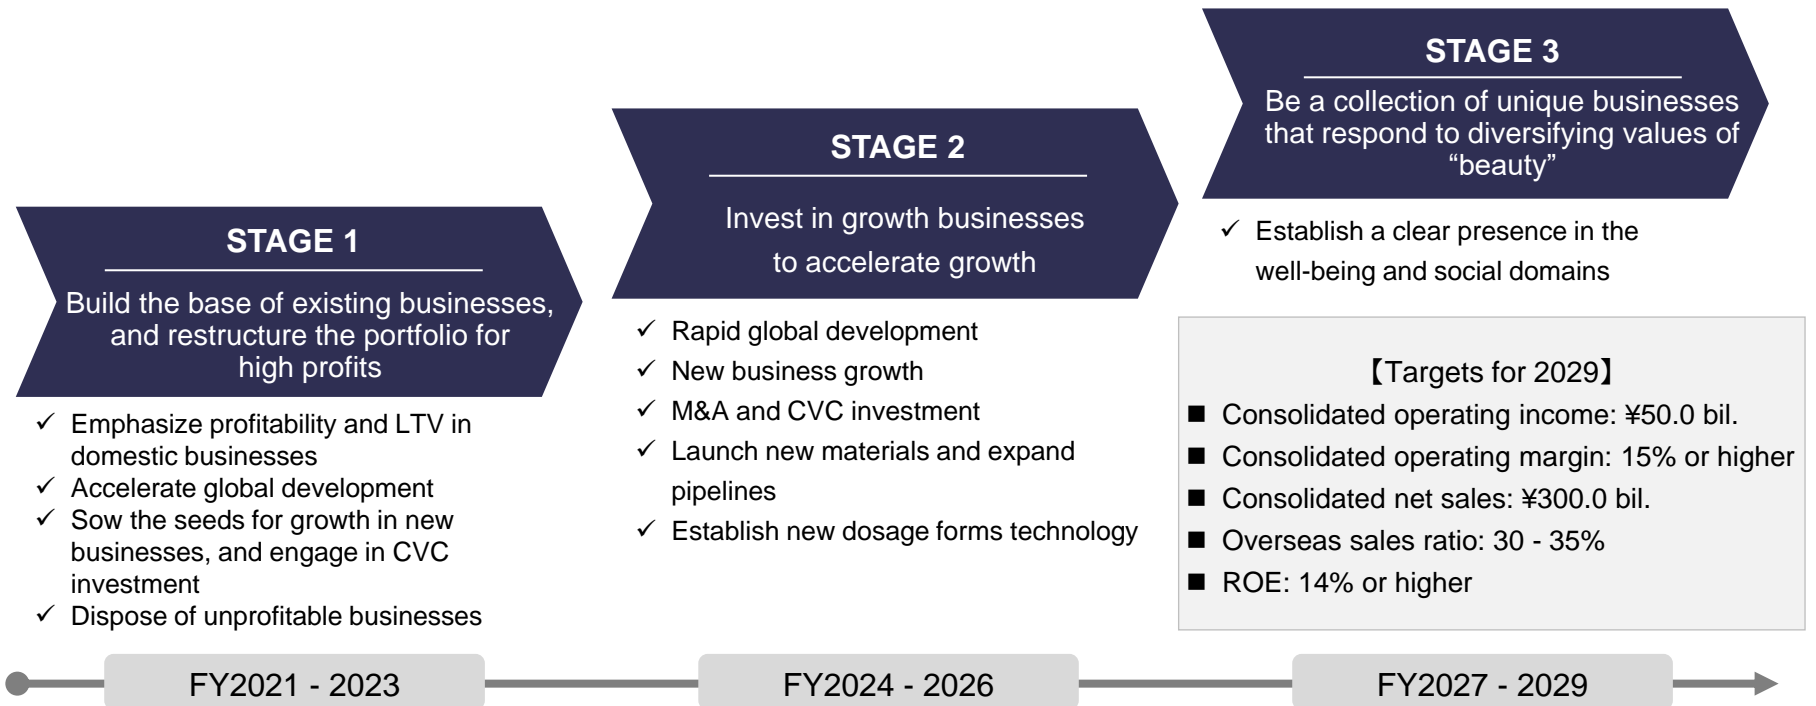 STAGE 1
Build the base of existing businesses,
and restructure the portfolio for
high profits
✓ Emphasize profitability and LTV in
domestic businesses
✓ Accelerate global development
✓ Sow the seeds for growth in new
businesses, and engage in CVC
investment
✓ Dispose of unprofitable businesses
FY2021 - 2023
STAGE 2
Invest in growth businesses
to accelerate growth
✓ Rapid global development
✓ New business growth
✓ M&A and CVC investment
✓ Launch new materials and expand
pipelines
✓ Establish new dosage forms technology
FY2024 - 2026
STAGE 3
Be a collection of unique businesses
that respond to diversifying values of
“beauty”
✓ Establish a clear presence in the
well-being and social domains
【Targets for 2029】
■ Consolidated operating income: ¥50.0 bil.
■ Consolidated operating margin: 15% or higher
■ Consolidated net sales: ¥300.0 bil.
■ Overseas sales ratio: 30 - 35%
■ ROE: 14% or higher
FY2027 - 2029